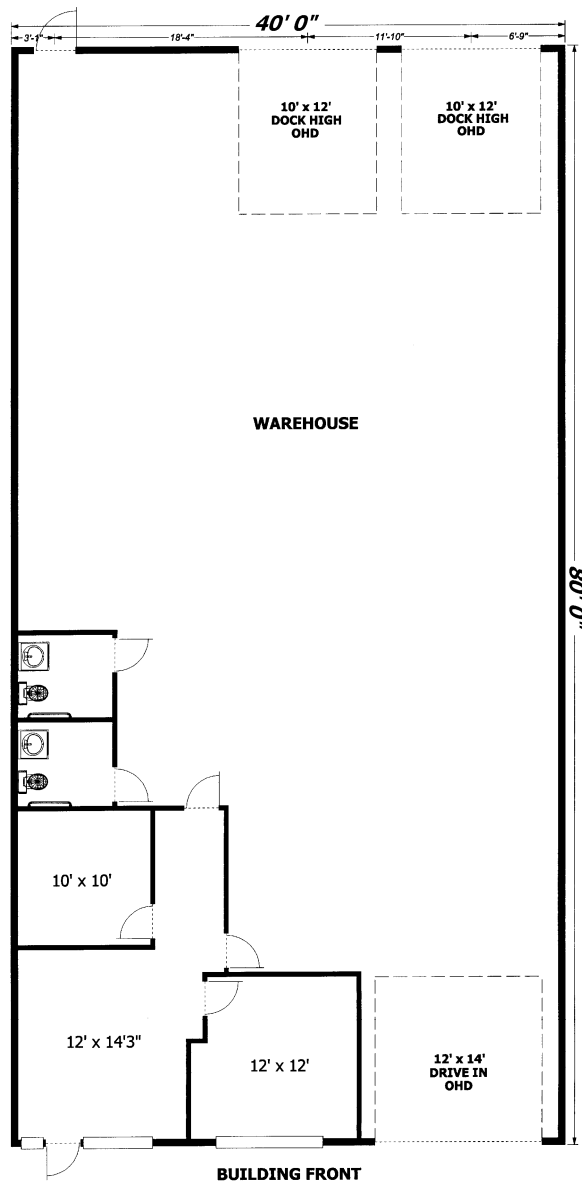 40' 0"
3'-1" 18'-4" 11'-10" 6'-9"
10' x 12'
DOCK HIGH
OHD
10' x 12'
DOCK HIGH
OHD
WAREHOUSE
80' 0"
10' x 10'
12' x 14'3"
12' x 12'
12' x 14'
DRIVE IN
OHD
BUILDING FRONT